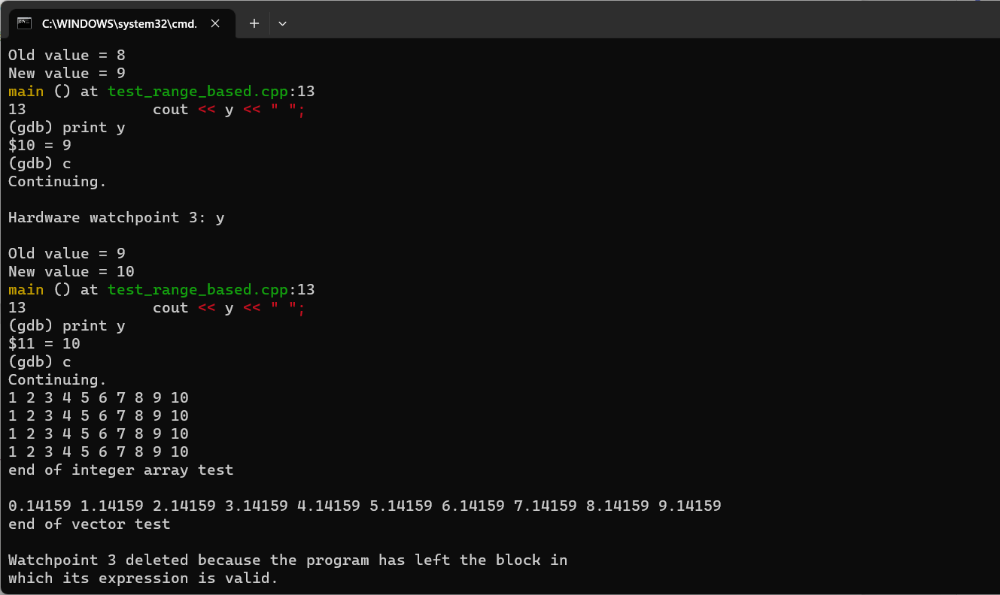 C:\WINDOWS\system32\cmd.
Old value = 8
New value = 9
main () at test_range_based.cpp:13
13              cout << y << " ";
(gdb) print y
$10 = 9
(gdb) c
Continuing.
Hardware watchpoint 3: y
Old value = 9
New value = 10
main () at test_range_based.cpp:13
13              cout << y << " ";
(gdb) print y
$11 = 10
(gdb) c
Continuing.
1 2 3 4 5 6 7 8 9 10
1 2 3 4 5 6 7 8 9 10
1 2 3 4 5 6 7 8 9 10
1 2 3 4 5 6 7 8 9 10
end of integer array test
0.14159 1.14159 2.14159 3.14159 4.14159 5.14159 6.14159 7.14159 8.14159 9.14159
end of vector test
Watchpoint 3 deleted because the program has left the block in
which its expression is valid.